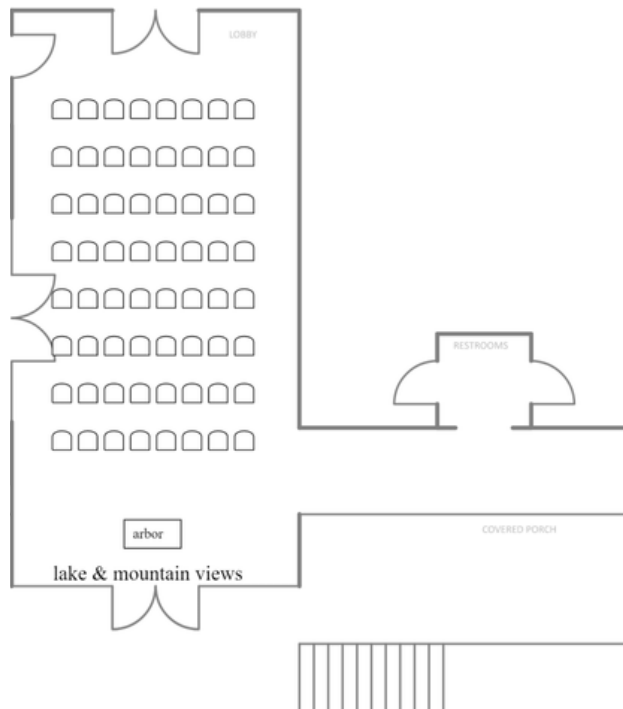 LOBBY
RESTROOMS
arbor
COVERED PORCH
lake & mountain views